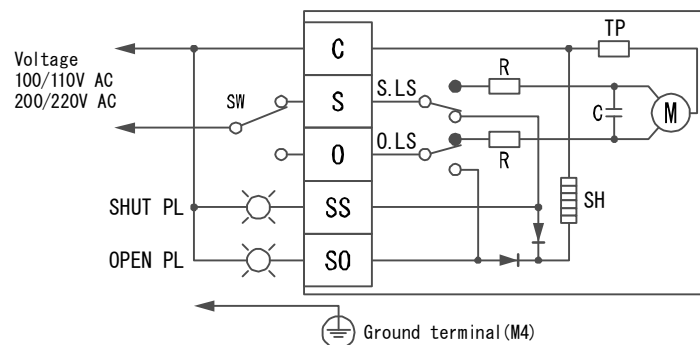 Voltage
100/110V AC
200/220V AC
SW
SHUT PL
OPEN PL
C
S
O
SS
SO
S.LS
O.LS
R
R
C
TP
M
SH
Ground terminal(M4)